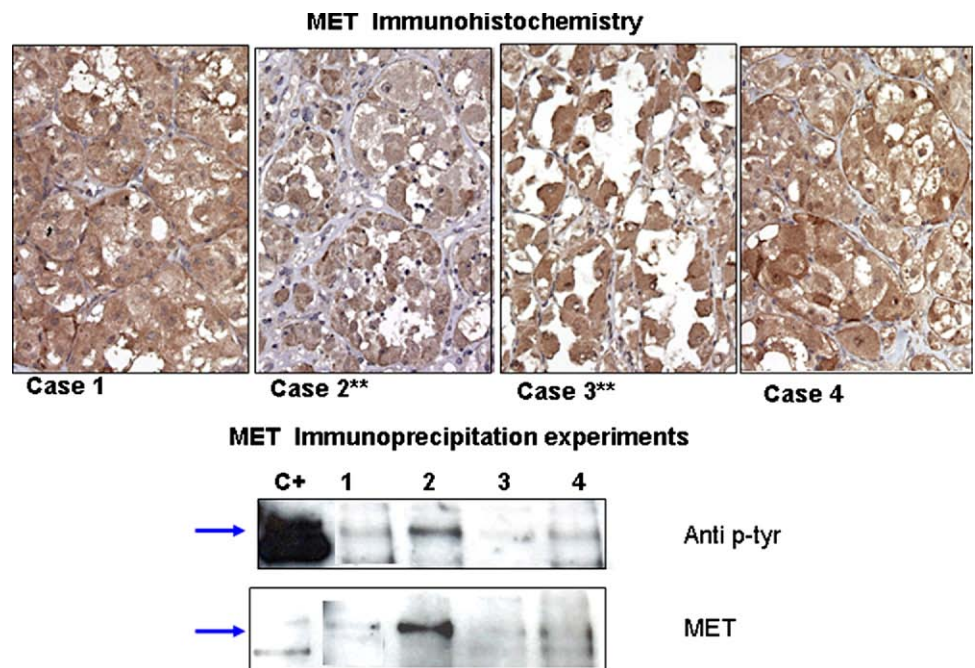 MET Immunohistochemistry
Case 1
Case 2**
Case 3**
Case 4
MET Immunoprecipitation experiments
C+ 1 2 3 4
Anti p-tyr
MET